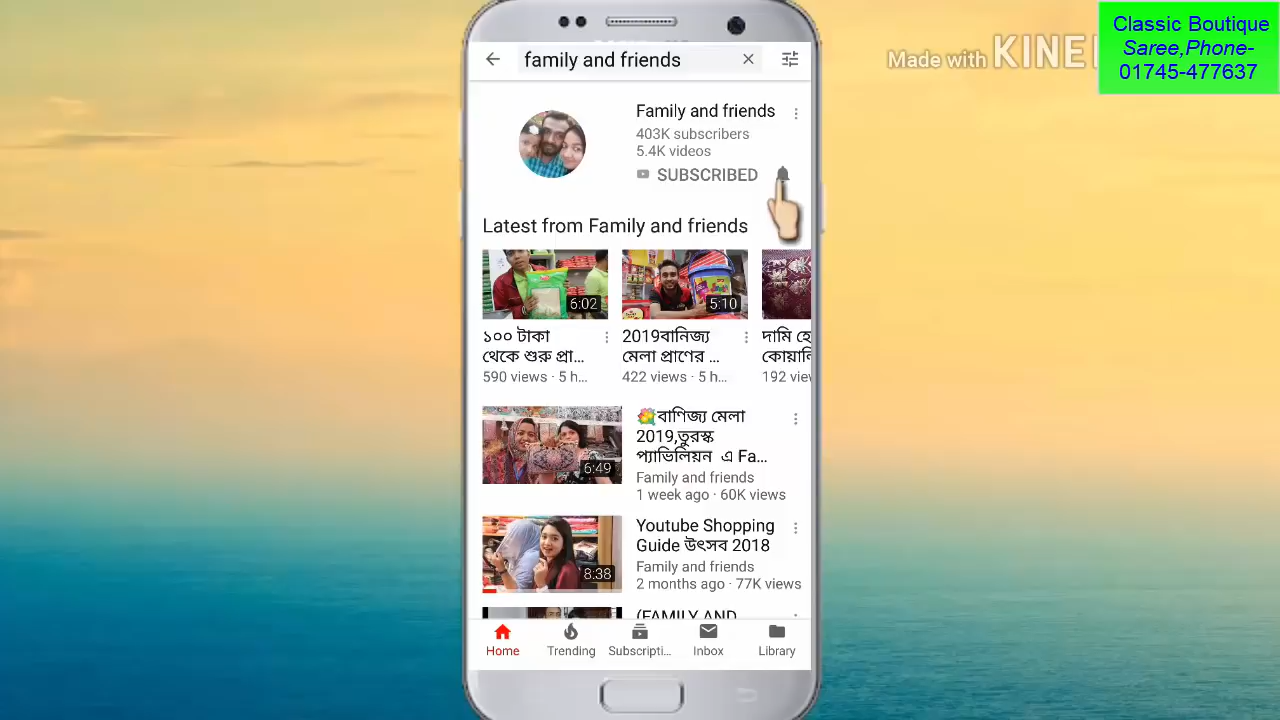 Classic Boutique
Saree,Phone-
01745-477637
Made with KINE
family and friends
Family and friends
403K subscribers
5.4K videos
SUBSCRIBED
Latest from Family and friends
6:02
5:10
১০০ টাকা
থেকে শুরু প্রা...
590 views · 5 h...
2019বানিজ্য
মেলা প্রাণের ...
422 views · 5 h...
দামি হে
কোয়ালি
192 view
6:49
বাণিজ্য মেলা
2019,তুরস্ক
প্যাভিলিয়ন এ Fa...
Family and friends
1 week ago · 60K views
8:38
Youtube Shopping
Guide উৎসব 2018
Family and friends
2 months ago · 77K views
(FAMILY AND
Home
Trending
Subscripti...
Inbox
Library